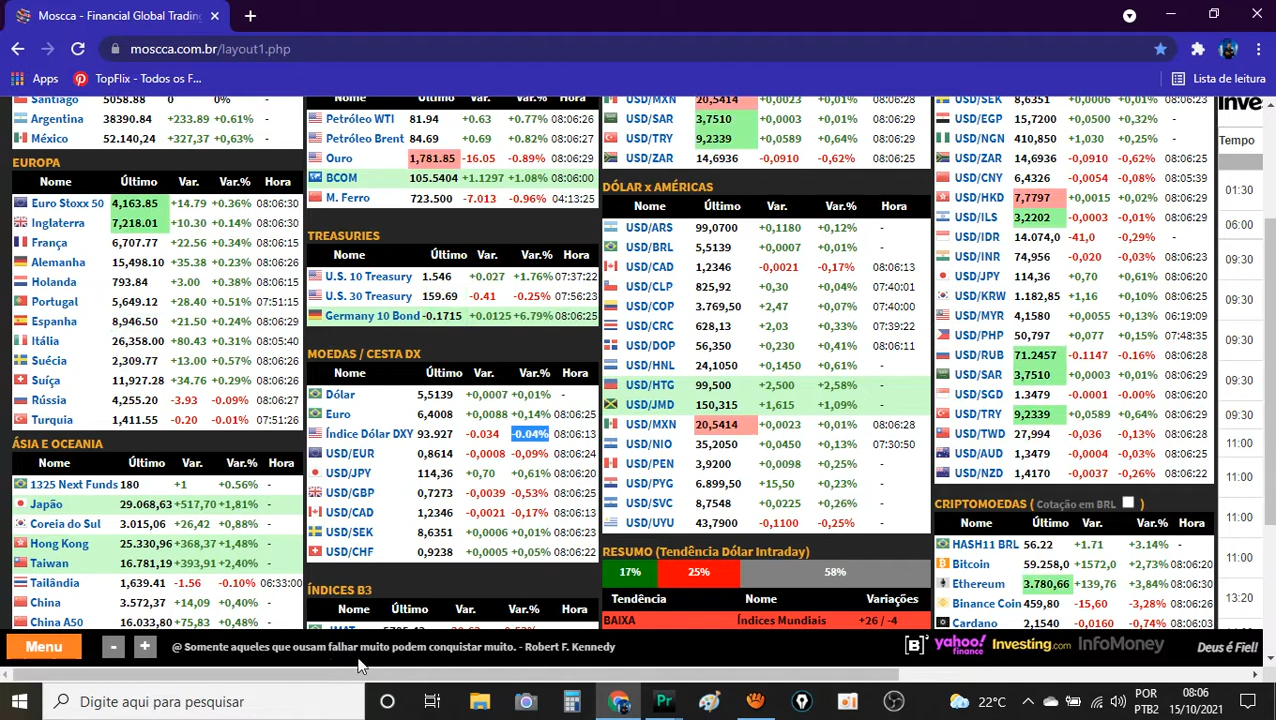 Moscca - Financial Global Trading
moscca.com.br/layout1.php
Apps TopFlix - Todos os F... Lista de leitura
Santiago 5058.88 0 0% -
Argentina 38390.84 +233.89 +0.61% -
México 52.140,24 +327,37 +0,63% -
EUROPA
Nome Último Var. Var.% Hora
Euro Stoxx 50 4,163.85 +14.79 +0.36% 08:06:30
Inglaterra 7,218.01 +10.30 +0.14% 08:06:30
França 6,707.77 +22.56 +0.34% 08:06:15
Alemanha 15,498.10 +35.38 +0.23% 08:06:30
Holanda 793.84 +3.00 +0.38% 08:06:15
Portugal 5,649.12 +28.40 +0.51% 07:51:15
Espanha 8,946.50 +21.50 +0.24% 08:06:29
Itália 26,358.00 +80.43 +0.31% 08:05:40
Suécia 2,309.77 +13.00 +0.57% 08:06:26
Suíça 11,927.28 +34.76 +0.29% 08:06:26
Rússia 4,255.26 -3.93 -0.09% 08:06:30
Turquia 1,411.55 -0.20 -0.01% 07:51:26
ÁSIA E OCEANIA
Nome Último Var. Var.% Hora
1325 Next Funds 180 +1 +0.56% -
Japão 29.068,63 +517,70 +1,81% -
Coreia do Sul 3.015,06 +26,42 +0,88% -
Hong Kong 25.330,96 +368,37 +1,48% -
Taiwan 16.781,19 +393,91 +2,40% -
Tailândia 1,639.41 -1.56 -0.10% 06:33:00
China 3.572,37 +14,09 +0,40% -
China A50 16.033,80 +75,83 +0,48% -
Nome Último Var. Var.% Hora
Petróleo WTI 81.94 +0.63 +0.77% 08:06:26
Petróleo Brent 84.69 +0.69 +0.82% 08:06:27
Ouro 1,781.85 -16.05 -0.89% 08:06:29
BCOM 105.5404 +1.1297 +1.08% 08:06:00
M. Ferro 723.500 -7.013 -0.96% 04:13:25
TREASURIES
Nome Último Var. Var.% Hora
U.S. 10 Treasury 1.546 +0.027 +1.76% 07:37:22
U.S. 30 Treasury 159.69 -0.41 -0.25% 07:56:23
Germany 10 Bond -0.1715 +0.0125 +6.79% 08:06:25
MOEDAS / CESTA DX
Nome Último Var. Var.% Hora
Dólar 5,5139 +0,0007 +0,01% -
Euro 6,4008 +0,0088 +0,14% 08:06:25
Índice Dólar DXY 93.927 -0.034 -0.04% 08:06:13
USD/EUR 0,8614 -0,0008 -0,09% 08:06:24
USD/JPY 114,36 +0,70 +0,61% 08:06:20
USD/GBP 0,7273 -0,0039 -0,53% 08:06:25
USD/CAD 1,2346 -0,0021 -0,17% 08:06:13
USD/SEK 8,6351 +0,0006 +0,01% 08:06:25
USD/CHF 0,9238 +0,0005 +0,05% 08:06:22
ÍNDICES B3
Nome Último Var. Var.% Hora
USD/MXN 20,5414 +0,0023 +0,01% 08:06:28
USD/SAR 3,7510 +0,0003 +0,01% 08:06:28
USD/TRY 9,2339 +0,0589 +0,64% 08:06:28
USD/ZAR 14,6936 -0,0910 -0,62% 08:06:25
DÓLAR x AMÉRICAS
Nome Último Var. Var.% Hora
USD/ARS 99,0700 +0,1180 +0,12% -
USD/BRL 5,5139 +0,0007 +0,01% -
USD/CAD 1,2346 -0,0021 -0,17% 08:06:13
USD/CLP 825,92 +0,30 +0,04% 07:40:01
USD/COP 3.769,50 +2,47 +0,07% 07:40:00
USD/CRC 628,13 +2,03 +0,33% 07:39:22
USD/DOP 56,350 +0,230 +0,41% 08:06:11
USD/HNL 24,1050 +0,1450 +0,61% -
USD/HTG 99,500 +2,500 +2,58% -
USD/JMD 150,315 +1,615 +1,09% -
USD/MXN 20,5414 +0,0023 +0,01% 08:06:28
USD/NIO 35,2350 +0,0450 +0,13% 07:30:50
USD/PEN 3,9200 +0,0098 +0,25% -
USD/PYG 6.899,50 +15,50 +0,23% -
USD/SVC 8,7548 +0,0225 +0,26% -
USD/UYU 43,7900 -0,1100 -0,25% -
RESUMO (Tendência Dólar Intraday)
17% 25% 58%
Tendência Nome Variações
BAIXA Índices Mundiais +26 / -4
USD/SEK 8,6351 +0,0006 +0,01% 08:06:25
USD/EGP 15,7200 +0,0500 +0,32% -
USD/NGN 410,850 +1,030 +0,25% -
USD/ZAR 14,6936 -0,0910 -0,62% 08:06:25
USD/CNY 6,4326 -0,0054 -0,08% 08:05:39
USD/HKD 7,7797 +0,0015 +0,02% 08:06:29
USD/ILS 3,2202 -0,0003 -0,01% 08:06:29
USD/IDR 14.074,0 -41,0 -0,29% -
USD/INR 74,956 -0,020 -0,03% -
USD/JPY 114,36 +0,70 +0,61% 08:06:20
USD/KRW 1.182,85 +1,16 +0,10% 08:06:25
USD/MYR 4,1580 +0,0055 +0,13% 06:19:09
USD/PHP 50,797 +0,077 +0,15% 07:48:35
USD/RUB 71.2457 -0.1147 -0.16% 08:06:28
USD/SAR 3,7510 +0,0003 +0,01% 08:06:28
USD/SGD 1.3479 -0.0001 -0.00% 08:06:24
USD/TRY 9,2339 +0,0589 +0,64% 08:06:28
USD/TWD 27,994 -0,036 -0,13% 08:06:28
USD/AUD 1,3479 -0,0004 -0,03% 08:06:22
USD/NZD 1,4170 -0,0037 -0,26% 08:06:22
CRIPTOMOEDAS ( Cotação em BRL )
Nome Último Var. Var.% Hora
HASH11 BRL 56.22 +1.71 +3.14% -
Bitcoin 59.258,0 +1572,0 +2,73% 08:06:20
Ethereum 3.780,66 +139,76 +3,84% 08:06:30
Binance Coin 459,80 -15,60 -3,28% 08:06:26
Cardano 2,1540 -0,0160 -0,74% 08:06:03
Inve
Tempo
01:30
06:00
09:30
09:30
09:30
09:30
09:30
09:30
11:00
11:00
11:00
11:00
13:20
Menu - + @ Somente aqueles que ousam falhar muito podem conquistar muito. - Robert F. Kennedy [B]³ yahoo! finance Investing.com InfoMoney Deus é Fiel!
Digite aqui para pesquisar Pr 22°C POR PTB2 08:06 15/10/2021